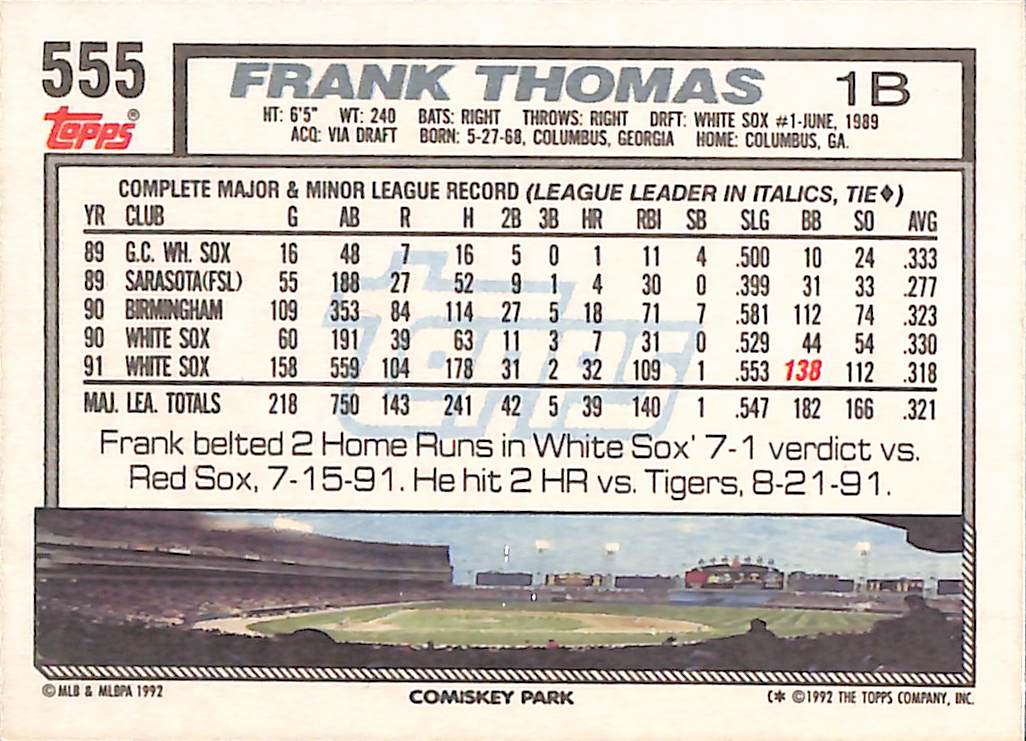 555
topps®
FRANK THOMAS 1B
HT: 6'5" WT: 240 BATS: RIGHT THROWS: RIGHT DRFT: WHITE SOX #1-JUNE, 1989
ACQ: VIA DRAFT BORN: 5-27-68, COLUMBUS, GEORGIA HOME: COLUMBUS, GA.
COMPLETE MAJOR & MINOR LEAGUE RECORD (LEAGUE LEADER IN ITALICS, TIE♦)
YR CLUB G AB R H 2B 3B HR RBI SB SLG BB SO AVG
89 G.C. WH. SOX 16 48 7 16 5 0 1 11 4 .500 10 24 .333
89 SARASOTA(FSL) 55 188 27 52 9 1 4 30 0 .399 31 33 .277
90 BIRMINGHAM 109 353 84 114 27 5 18 71 7 .581 112 74 .323
90 WHITE SOX 60 191 39 63 11 3 7 31 0 .529 44 54 .330
91 WHITE SOX 158 559 104 178 31 2 32 109 1 .553 138 112 .318
MAJ. LEA. TOTALS 218 750 143 241 42 5 39 140 1 .547 182 166 .321
topps
Frank belted 2 Home Runs in White Sox' 7-1 verdict vs.
Red Sox, 7-15-91. He hit 2 HR vs. Tigers, 8-21-91.
© MLB & MLBPA 1992 COMISKEY PARK C* © 1992 THE TOPPS COMPANY, INC.